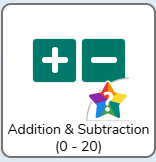 + −
?
Addition & Subtraction
(0 - 20)